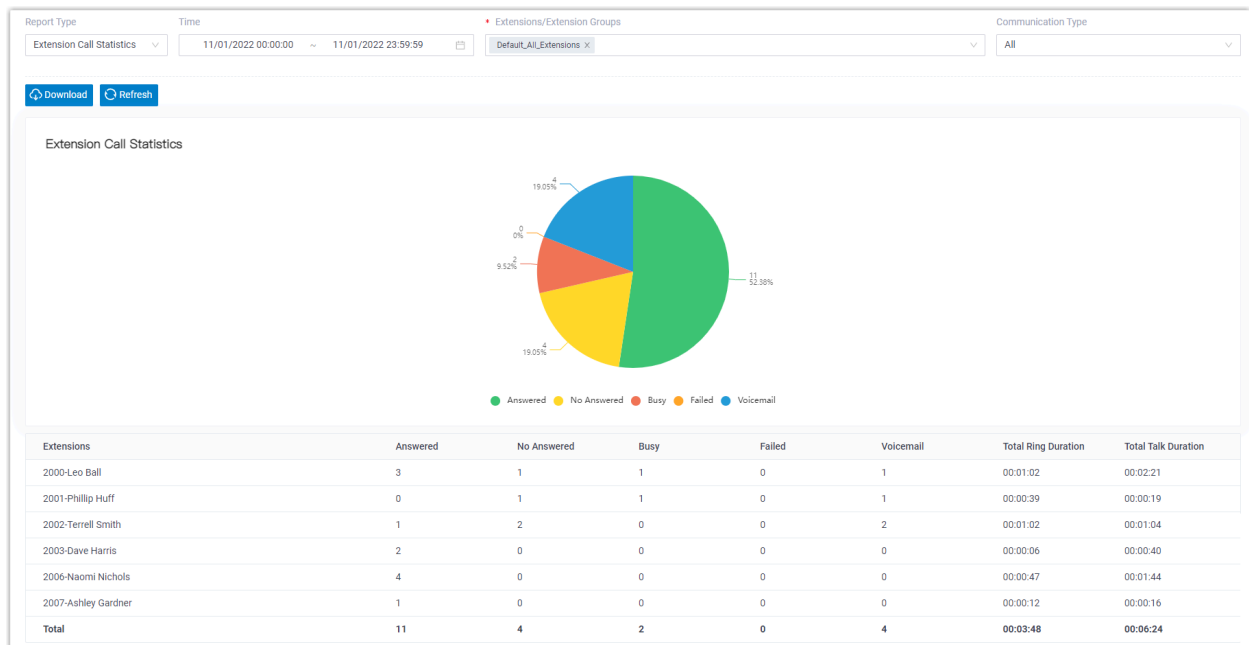 Report Type Time * Extensions/Extension Groups Communication Type
Extension Call Statistics 11/01/2022 00:00:00 ~ 11/01/2022 23:59:59 Default_All_Extensions × All
Download Refresh
Extension Call Statistics
4
19.05%
0
0%
2
9.52%
11
52.38%
4
19.05%
Answered No Answered Busy Failed Voicemail
Extensions Answered No Answered Busy Failed Voicemail Total Ring Duration Total Talk Duration
2000-Leo Ball 3 1 1 0 1 00:01:02 00:02:21
2001-Phillip Huff 0 1 1 0 1 00:00:39 00:00:19
2002-Terrell Smith 1 2 0 0 2 00:01:02 00:01:04
2003-Dave Harris 2 0 0 0 0 00:00:06 00:00:40
2006-Naomi Nichols 4 0 0 0 0 00:00:47 00:01:44
2007-Ashley Gardner 1 0 0 0 0 00:00:12 00:00:16
Total 11 4 2 0 4 00:03:48 00:06:24